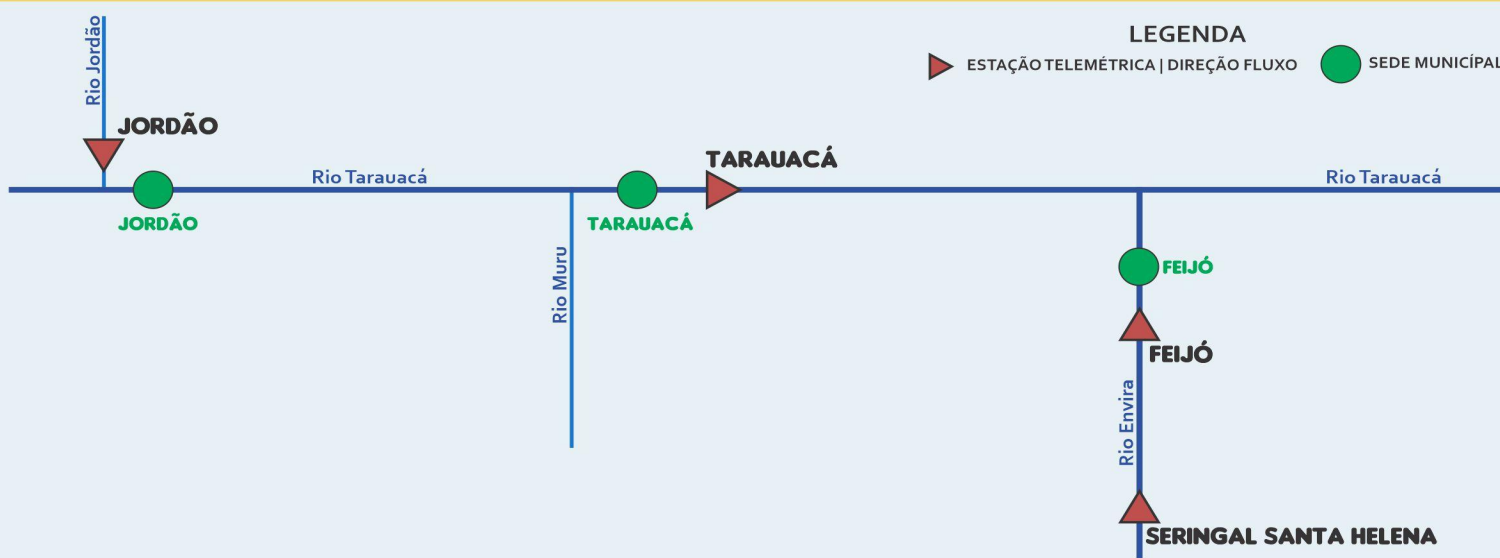 LEGENDA
ESTAÇÃO TELEMÉTRICA | DIREÇÃO FLUXO
SEDE MUNICÍPAL
Rio Jordão
JORDÃO
Rio Tarauacá
TARAUACÁ
Rio Tarauacá
JORDÃO
TARAUACÁ
Rio Muru
FEIJÓ
FEIJÓ
Rio Envira
SERINGAL SANTA HELENA